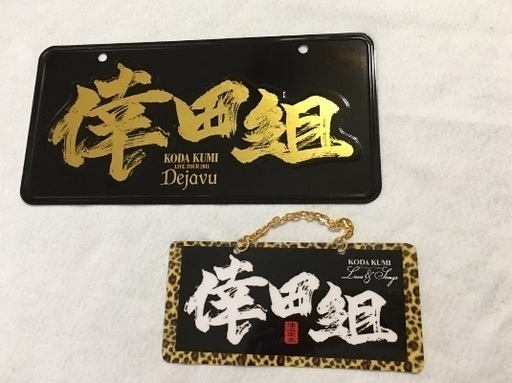 倖田組
KODA KUMI
LIVE TOUR 2011
Dejavu
KODA KUMI
Love & Songs
倖田組